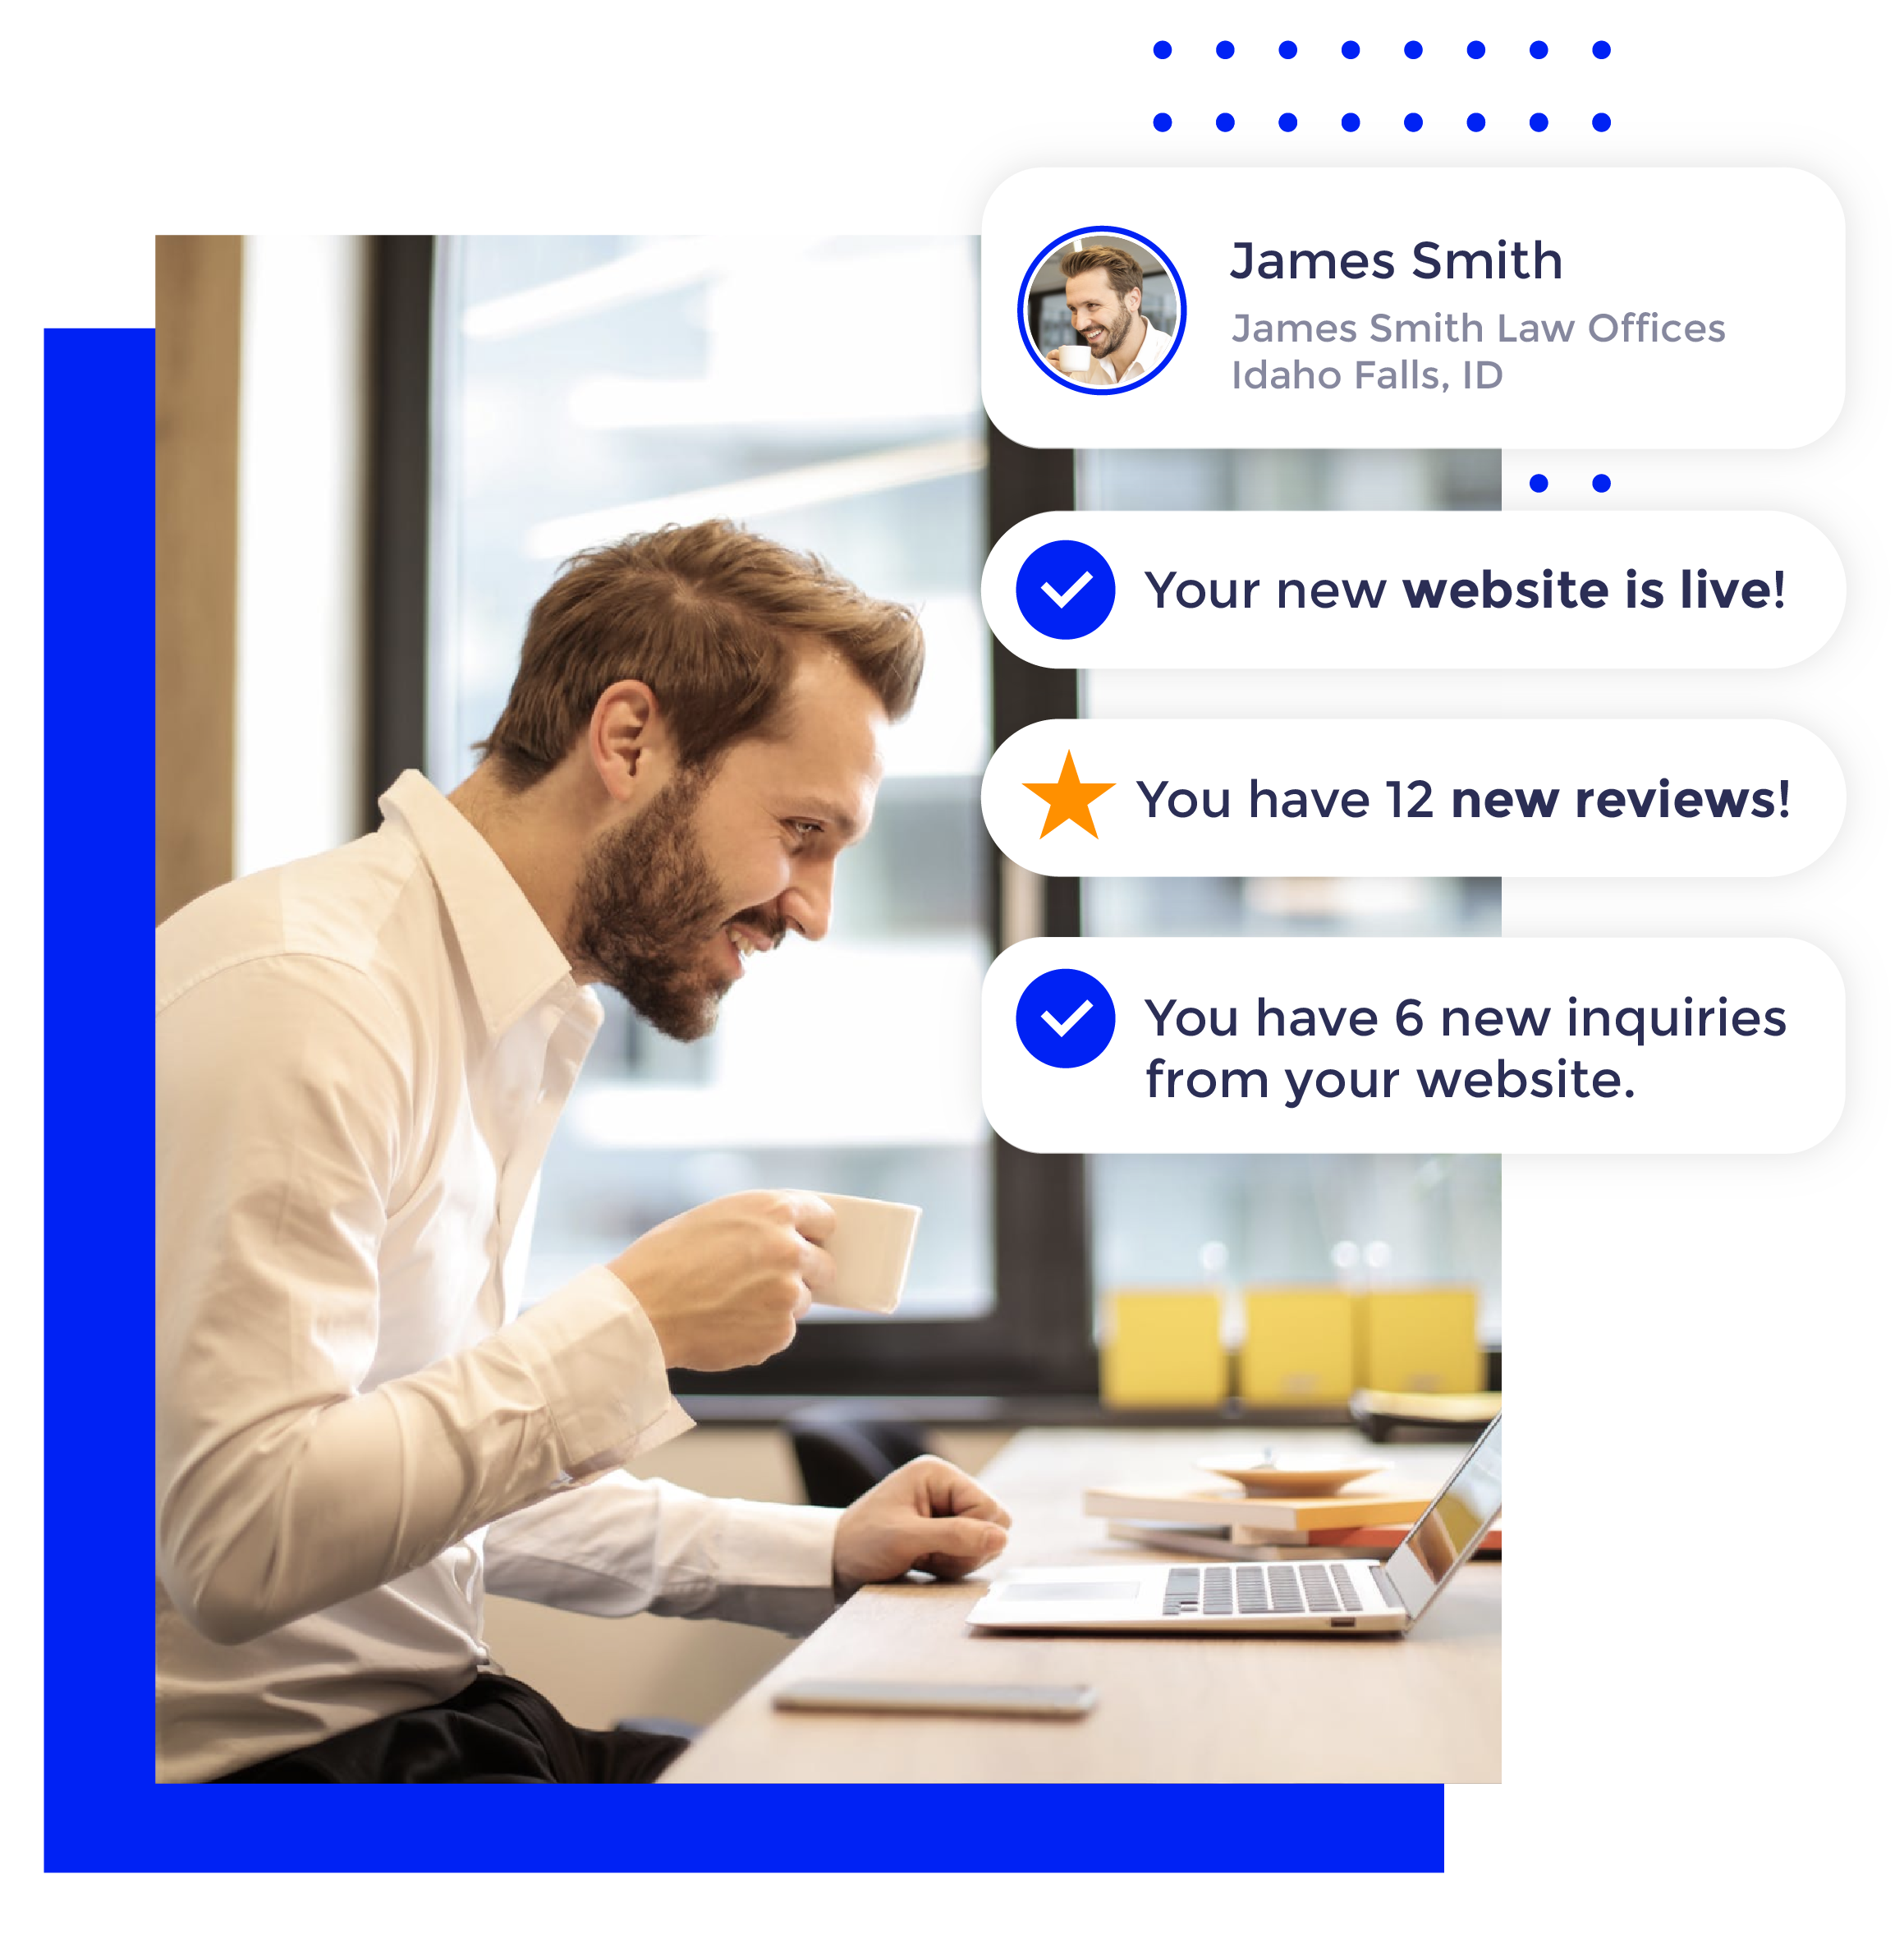 James Smith
James Smith Law Offices
Idaho Falls, ID
Your new website is live!
You have 12 new reviews!
You have 6 new inquiries
from your website.